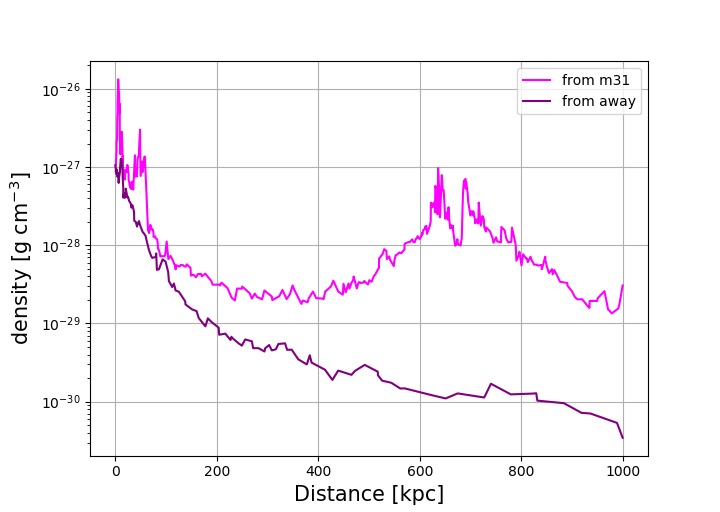 from m31
from away
10⁻²⁶
10⁻²⁷
10⁻²⁸
10⁻²⁹
10⁻³⁰
density [g cm⁻³]
0 200 400 600 800 1000
Distance [kpc]